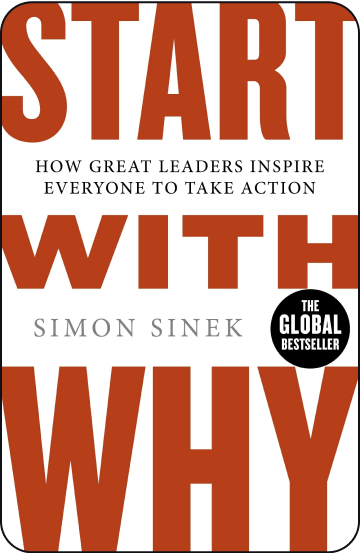 START
HOW GREAT LEADERS INSPIRE
EVERYONE TO TAKE ACTION
WITH
SIMON SINEK
THE
GLOBAL
BESTSELLER
WHY